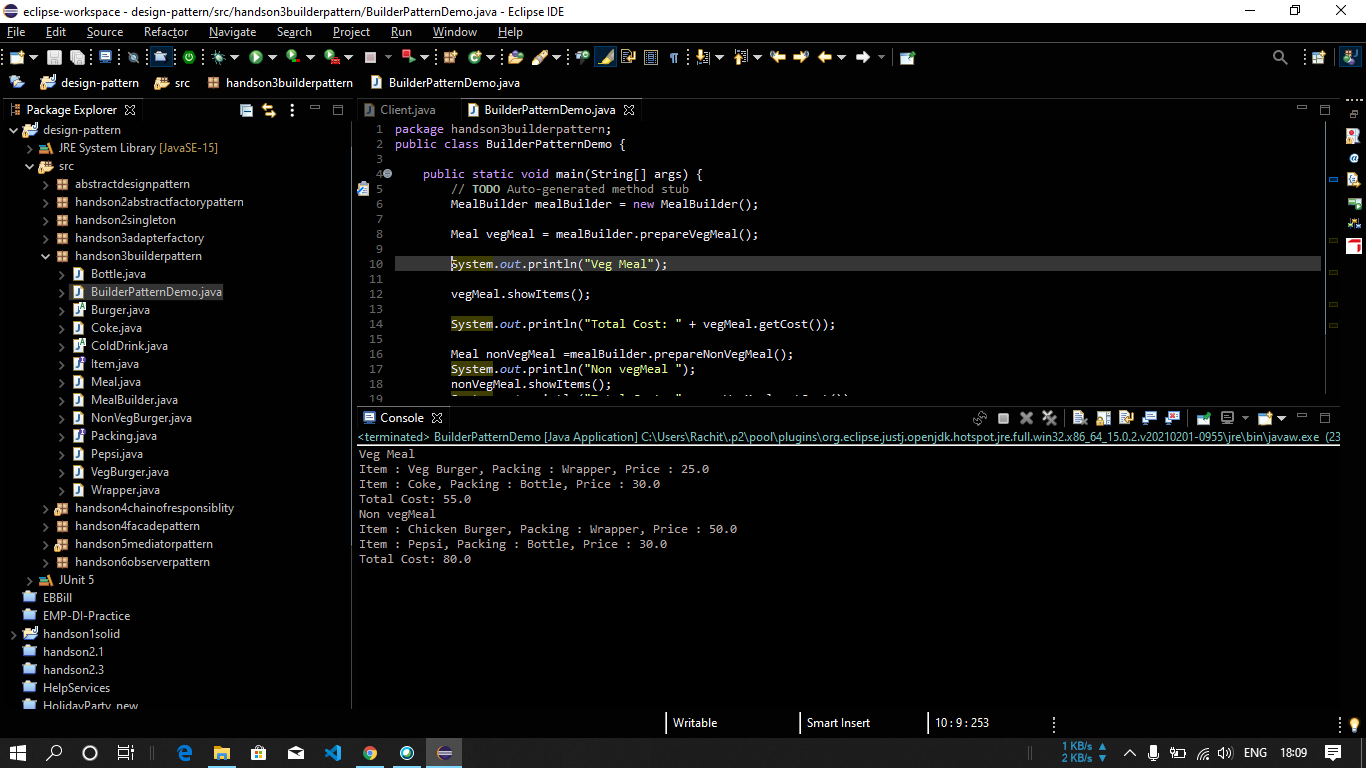 eclipse-workspace - design-pattern/src/handson3builderpattern/BuilderPatternDemo.java - Eclipse IDE
File Edit Source Refactor Navigate Search Project Run Window Help
design-pattern src handson3builderpattern BuilderPatternDemo.java
Package Explorer
design-pattern
JRE System Library [JavaSE-15]
src
abstractdesignpattern
handson2abstractfactorypattern
handson2singleton
handson3adapterfactory
handson3builderpattern
Bottle.java
BuilderPatternDemo.java
Burger.java
Coke.java
ColdDrink.java
Item.java
Meal.java
MealBuilder.java
NonVegBurger.java
Packing.java
Pepsi.java
VegBurger.java
Wrapper.java
handson4chainofresponsiblity
handson4facadepattern
handson5mediatorpattern
handson6observerpattern
JUnit 5
EBBill
EMP-DI-Practice
handson1solid
handson2.1
handson2.3
HelpServices
HolidayParty_new
Client.java BuilderPatternDemo.java
1 package handson3builderpattern;
2 public class BuilderPatternDemo {
3
4 public static void main(String[] args) {
5 // TODO Auto-generated method stub
6 MealBuilder mealBuilder = new MealBuilder();
7
8 Meal vegMeal = mealBuilder.prepareVegMeal();
9
10 System.out.println("Veg Meal");
11
12 vegMeal.showItems();
13
14 System.out.println("Total Cost: " + vegMeal.getCost());
15
16 Meal nonVegMeal =mealBuilder.prepareNonVegMeal();
17 System.out.println("Non vegMeal ");
18 nonVegMeal.showItems();
19
Console
<terminated> BuilderPatternDemo [Java Application] C:\Users\Rachit\.p2\pool\plugins\org.eclipse.justj.openjdk.hotspot.jre.full.win32.x86_64_15.0.2.v20210201-0955\jre\bin\javaw.exe (23
Veg Meal
Item : Veg Burger, Packing : Wrapper, Price : 25.0
Item : Coke, Packing : Bottle, Price : 30.0
Total Cost: 55.0
Non vegMeal
Item : Chicken Burger, Packing : Wrapper, Price : 50.0
Item : Pepsi, Packing : Bottle, Price : 30.0
Total Cost: 80.0
Writable Smart Insert 10 : 9 : 253
1 KB/s
2 KB/s
ENG 18:09